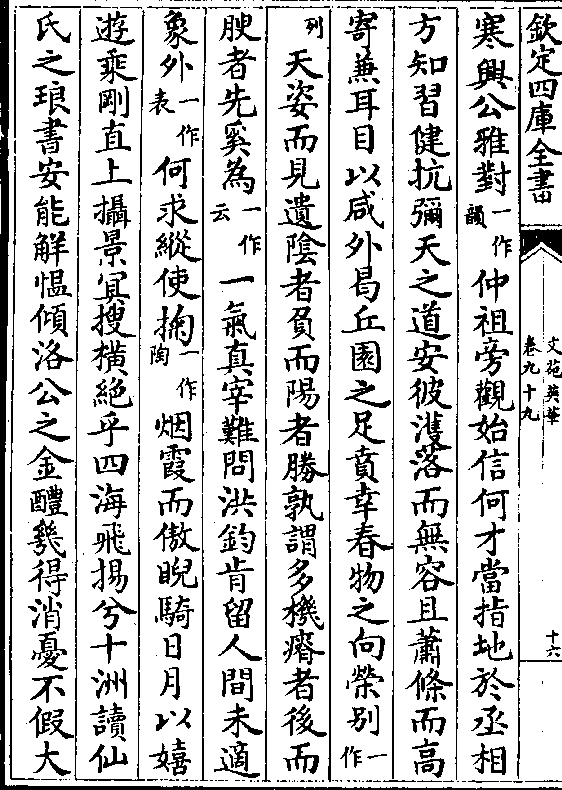 欽定四庫全書
文苑英華
卷九十九
十六
寒興公雅對一作韻仲祖旁觀始信何才當指地於丞相
方知習健抗彌天之道安彼濩落而無容且蕭條而高
寄兼耳目以咸外曷丘園之足賁幸春物之向榮别一作
列天姿而見遺陰者負而陽者勝孰謂多機瘠者後而
腴者先奚為一作云一氣真宰難問洪鈞肯留人間未適
象外一作表何求縱使掬一作陶烟霞而傲睨騎日月以嬉
遊乘剛直上攝景冥搜横絶乎四海飛揚兮十洲讀仙
氏之琅書安能解愠傾洛公之金醴幾得消憂不假大